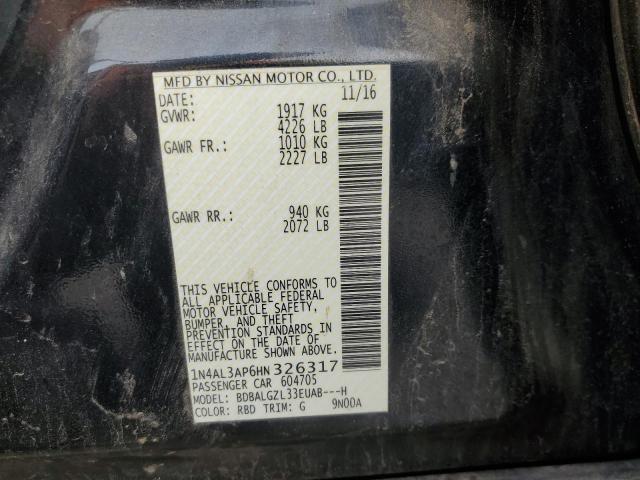 MFD BY NISSAN MOTOR CO., LTD.
DATE: 11/16
GVWR: 1917 KG
4226 LB
GAWR FR.: 1010 KG
2227 LB
GAWR RR.: 940 KG
2072 LB
THIS VEHICLE CONFORMS TO
ALL APPLICABLE FEDERAL
MOTOR VEHICLE SAFETY,
BUMPER, AND THEFT
PREVENTION STANDARDS IN
EFFECT ON THE DATE OF
MANUFACTURE SHOWN ABOVE.
1N4AL3AP6HN326317
PASSENGER CAR 604705
MODEL: BDBALGZL33EUAB---H
COLOR: RBD TRIM: G 9N00A